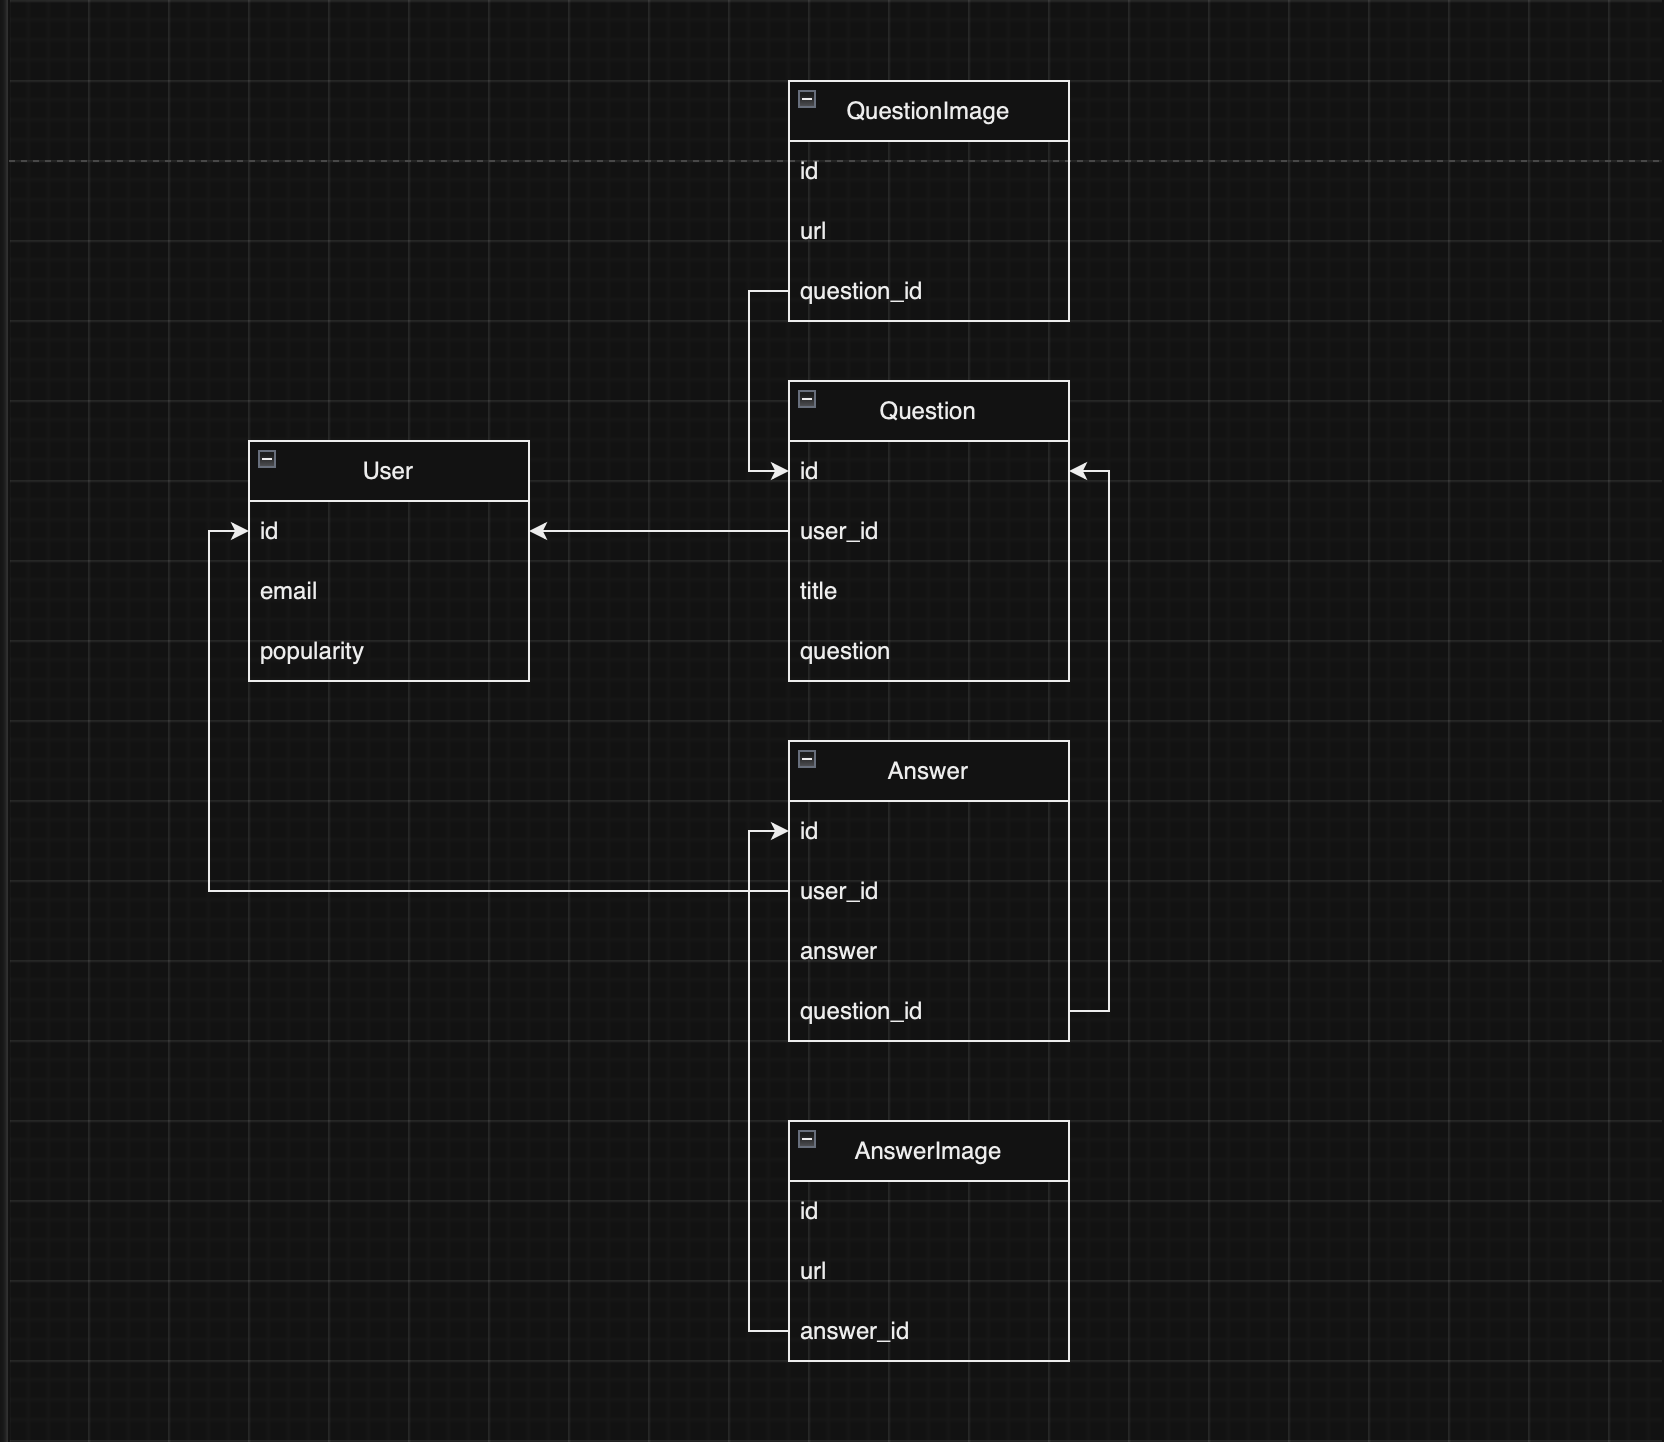 QuestionImage
id
url
question_id
Question
id
user_id
title
question
User
id
email
popularity
Answer
id
user_id
answer
question_id
AnswerImage
id
url
answer_id